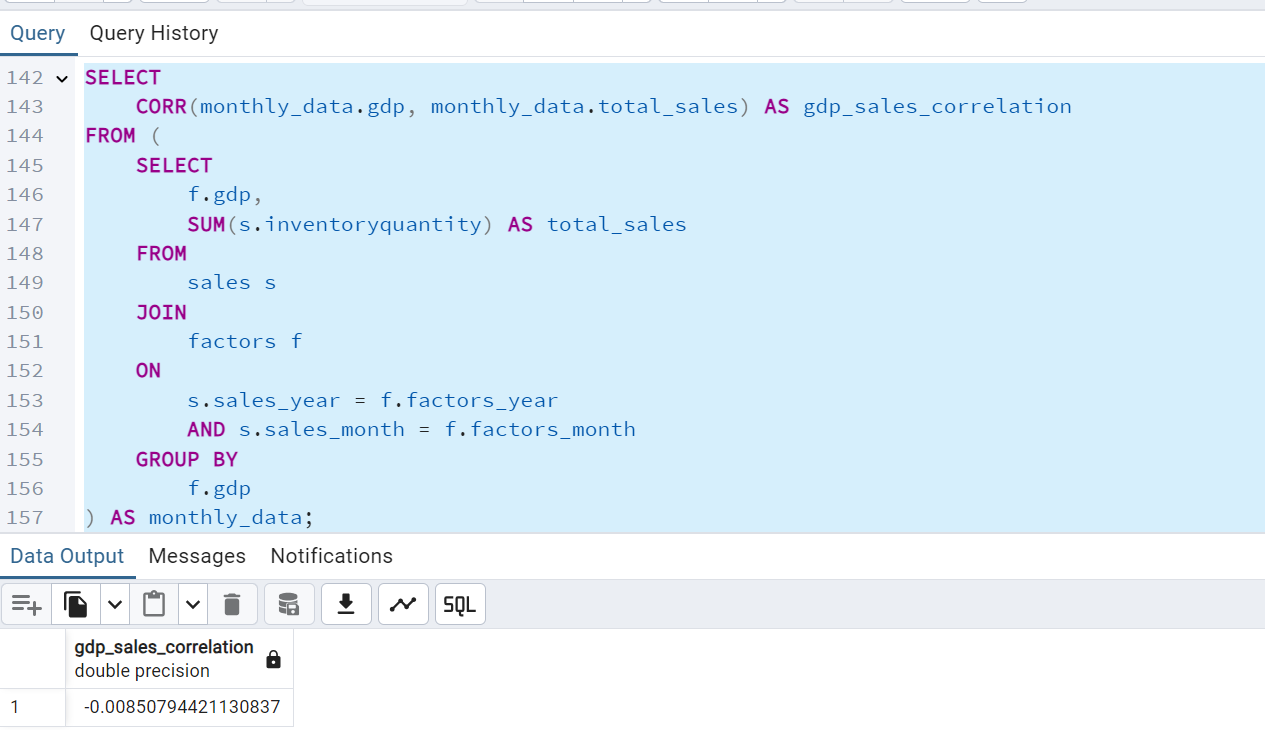 Query Query History
142 SELECT
143 CORR(monthly_data.gdp, monthly_data.total_sales) AS gdp_sales_correlation
144 FROM (
145 SELECT
146 f.gdp,
147 SUM(s.inventoryquantity) AS total_sales
148 FROM
149 sales s
150 JOIN
151 factors f
152 ON
153 s.sales_year = f.factors_year
154 AND s.sales_month = f.factors_month
155 GROUP BY
156 f.gdp
157 ) AS monthly_data;
Data Output Messages Notifications
SQL
gdp_sales_correlation
double precision
1 -0.00850794421130837